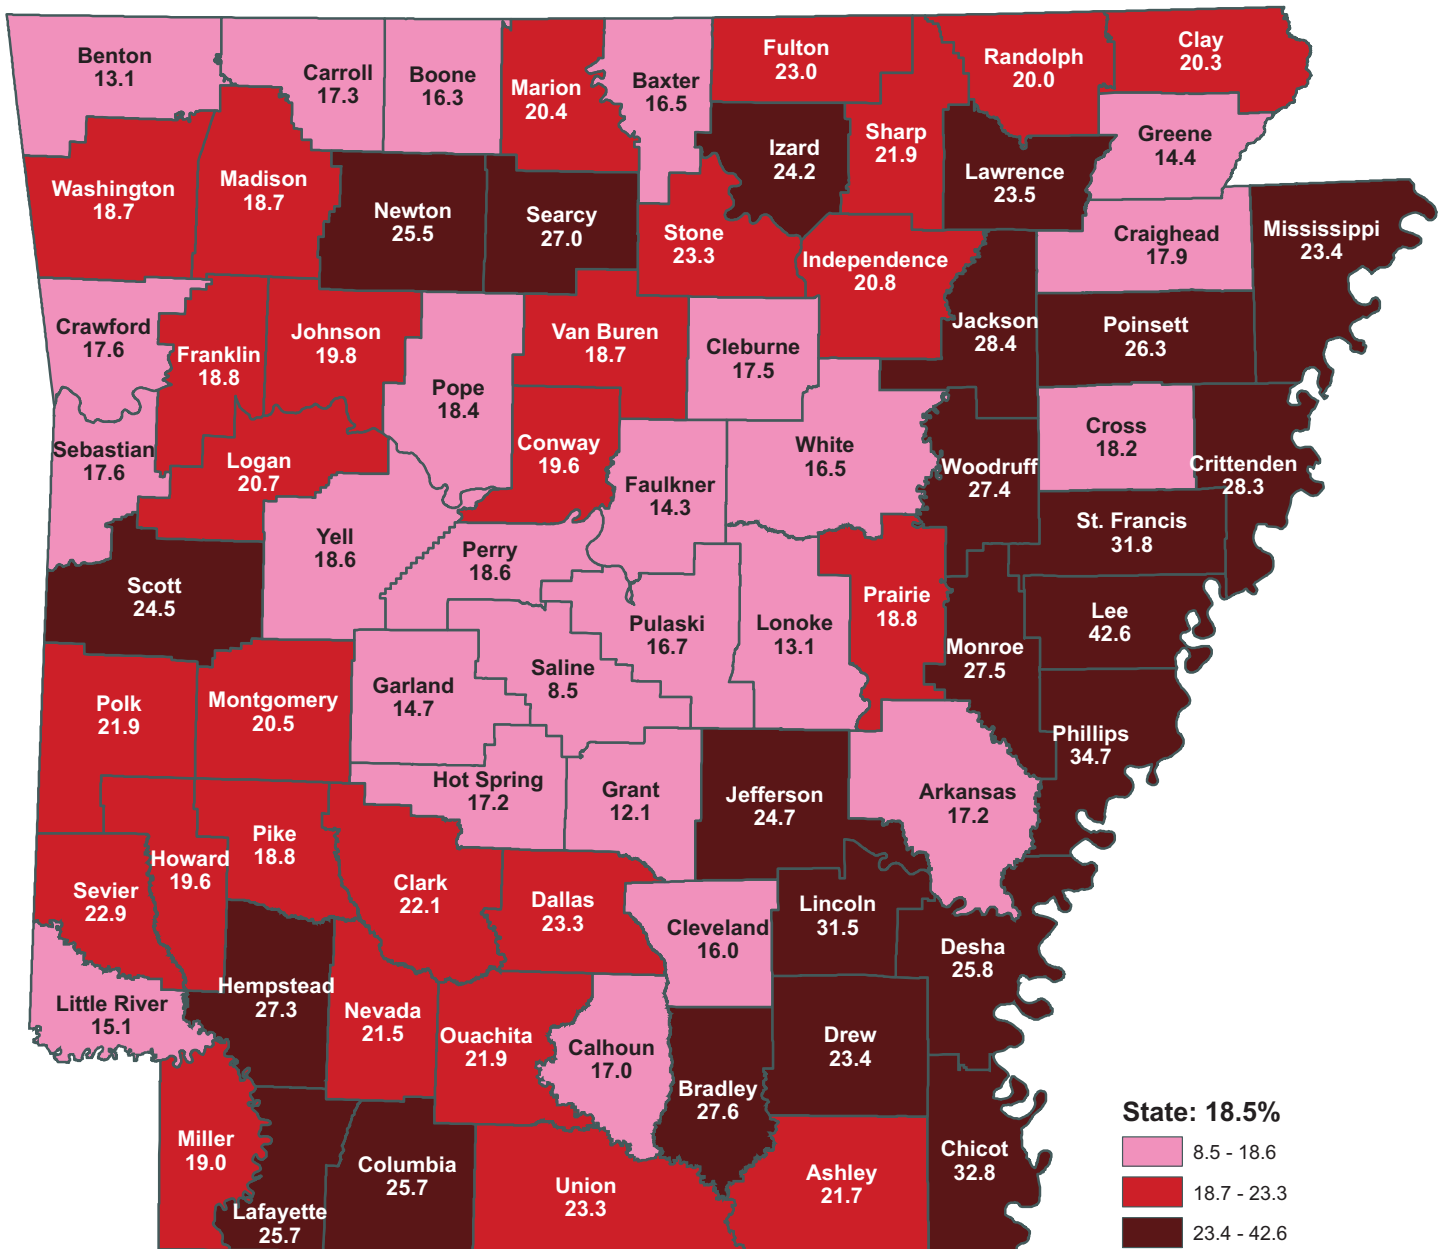 Benton
13.1
Carroll
17.3
Boone
16.3
Marion
20.4
Baxter
16.5
Fulton
23.0
Randolph
20.0
Clay
20.3
Izard
24.2
Sharp
21.9
Lawrence
23.5
Greene
14.4
Washington
18.7
Madison
18.7
Newton
25.5
Searcy
27.0
Stone
23.3
Independence
20.8
Craighead
17.9
Mississippi
23.4
Crawford
17.6
Franklin
18.8
Johnson
19.8
Van Buren
18.7
Cleburne
17.5
Jackson
28.4
Poinsett
26.3
Pope
18.4
Sebastian
17.6
Logan
20.7
Conway
19.6
Faulkner
14.3
White
16.5
Woodruff
27.4
Cross
18.2
Crittenden
28.3
St. Francis
31.8
Scott
24.5
Yell
18.6
Perry
18.6
Pulaski
16.7
Lonoke
13.1
Prairie
18.8
Monroe
27.5
Lee
42.6
Polk
21.9
Montgomery
20.5
Garland
14.7
Saline
8.5
Phillips
34.7
Hot Spring
17.2
Grant
12.1
Jefferson
24.7
Arkansas
17.2
Sevier
22.9
Howard
19.6
Pike
18.8
Clark
22.1
Dallas
23.3
Cleveland
16.0
Lincoln
31.5
Desha
25.8
Little River
15.1
Hempstead
27.3
Nevada
21.5
Ouachita
21.9
Calhoun
17.0
Bradley
27.6
Drew
23.4
Miller
19.0
Lafayette
25.7
Columbia
25.7
Union
23.3
Ashley
21.7
Chicot
32.8
State: 18.5%
8.5 - 18.6
18.7 - 23.3
23.4 - 42.6